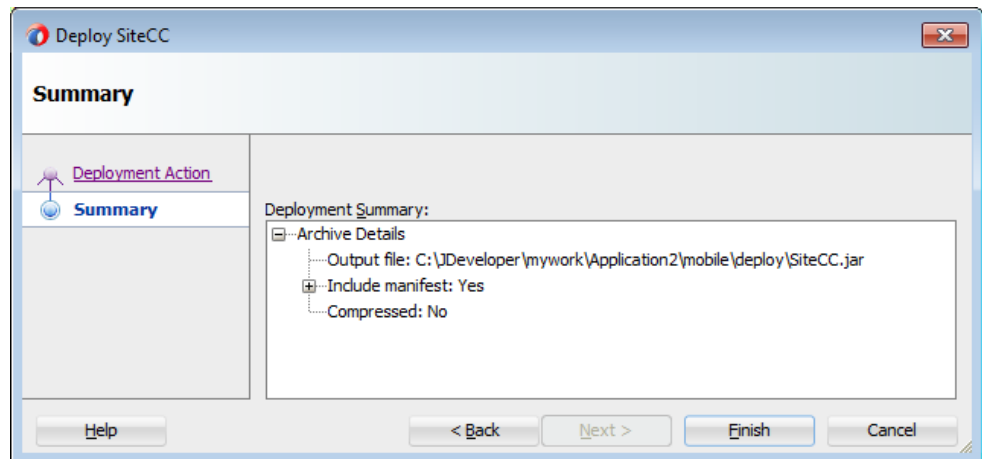 Deploy SiteCC
Summary
Deployment Action
Summary
Deployment Summary:
Archive Details
Output file: C:\JDeveloper\mywork\Application2\mobile\deploy\SiteCC.jar
Include manifest: Yes
Compressed: No
Help
< Back
Next >
Finish
Cancel